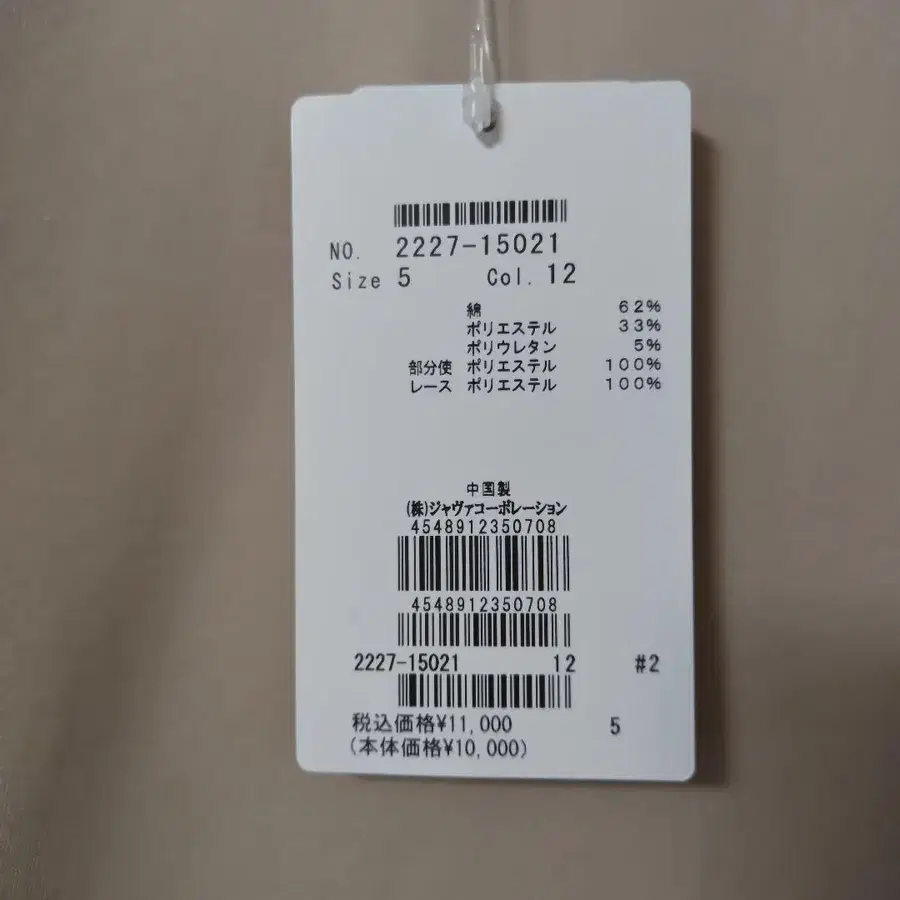 NO. 2227-15021
Size 5 Col. 12
綿 62%
ポリエステル 33%
ポリウレタン 5%
部分使 ポリエステル 100%
レース ポリエステル 100%
中国製
(株)ジャヴァコーポレーション
4548912350708
4548912350708
2227-15021 12 #2
税込価格¥11,000 5
(本体価格¥10,000)